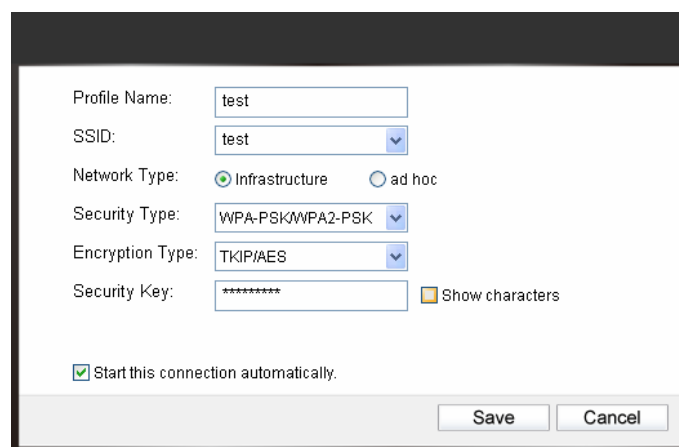 Profile Name: test
SSID: test
Network Type: Infrastructure ad hoc
Security Type: WPA-PSK/WPA2-PSK
Encryption Type: TKIP/AES
Security Key: ********* Show characters
Start this connection automatically.
Save Cancel